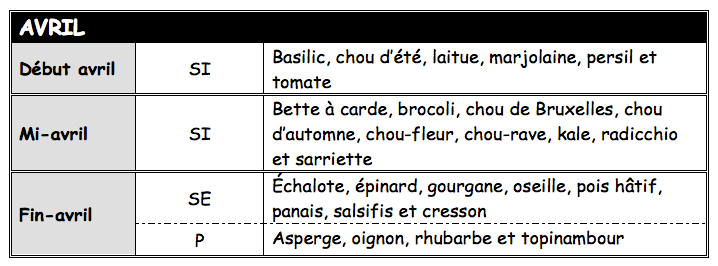 AVRIL
Début avril
SI
Basilic, chou d'été, laitue, marjolaine, persil et
tomate
Mi-avril
SI
Bette à carde, brocoli, chou de Bruxelles, chou
d'automne, chou-fleur, chou-rave, kale, radicchio
et sarriette
Fin-avril
SE
Échalote, épinard, gourgane, oseille, pois hâtif,
panais, salsifis et cresson
P
Asperge, oignon, rhubarbe et topinambour